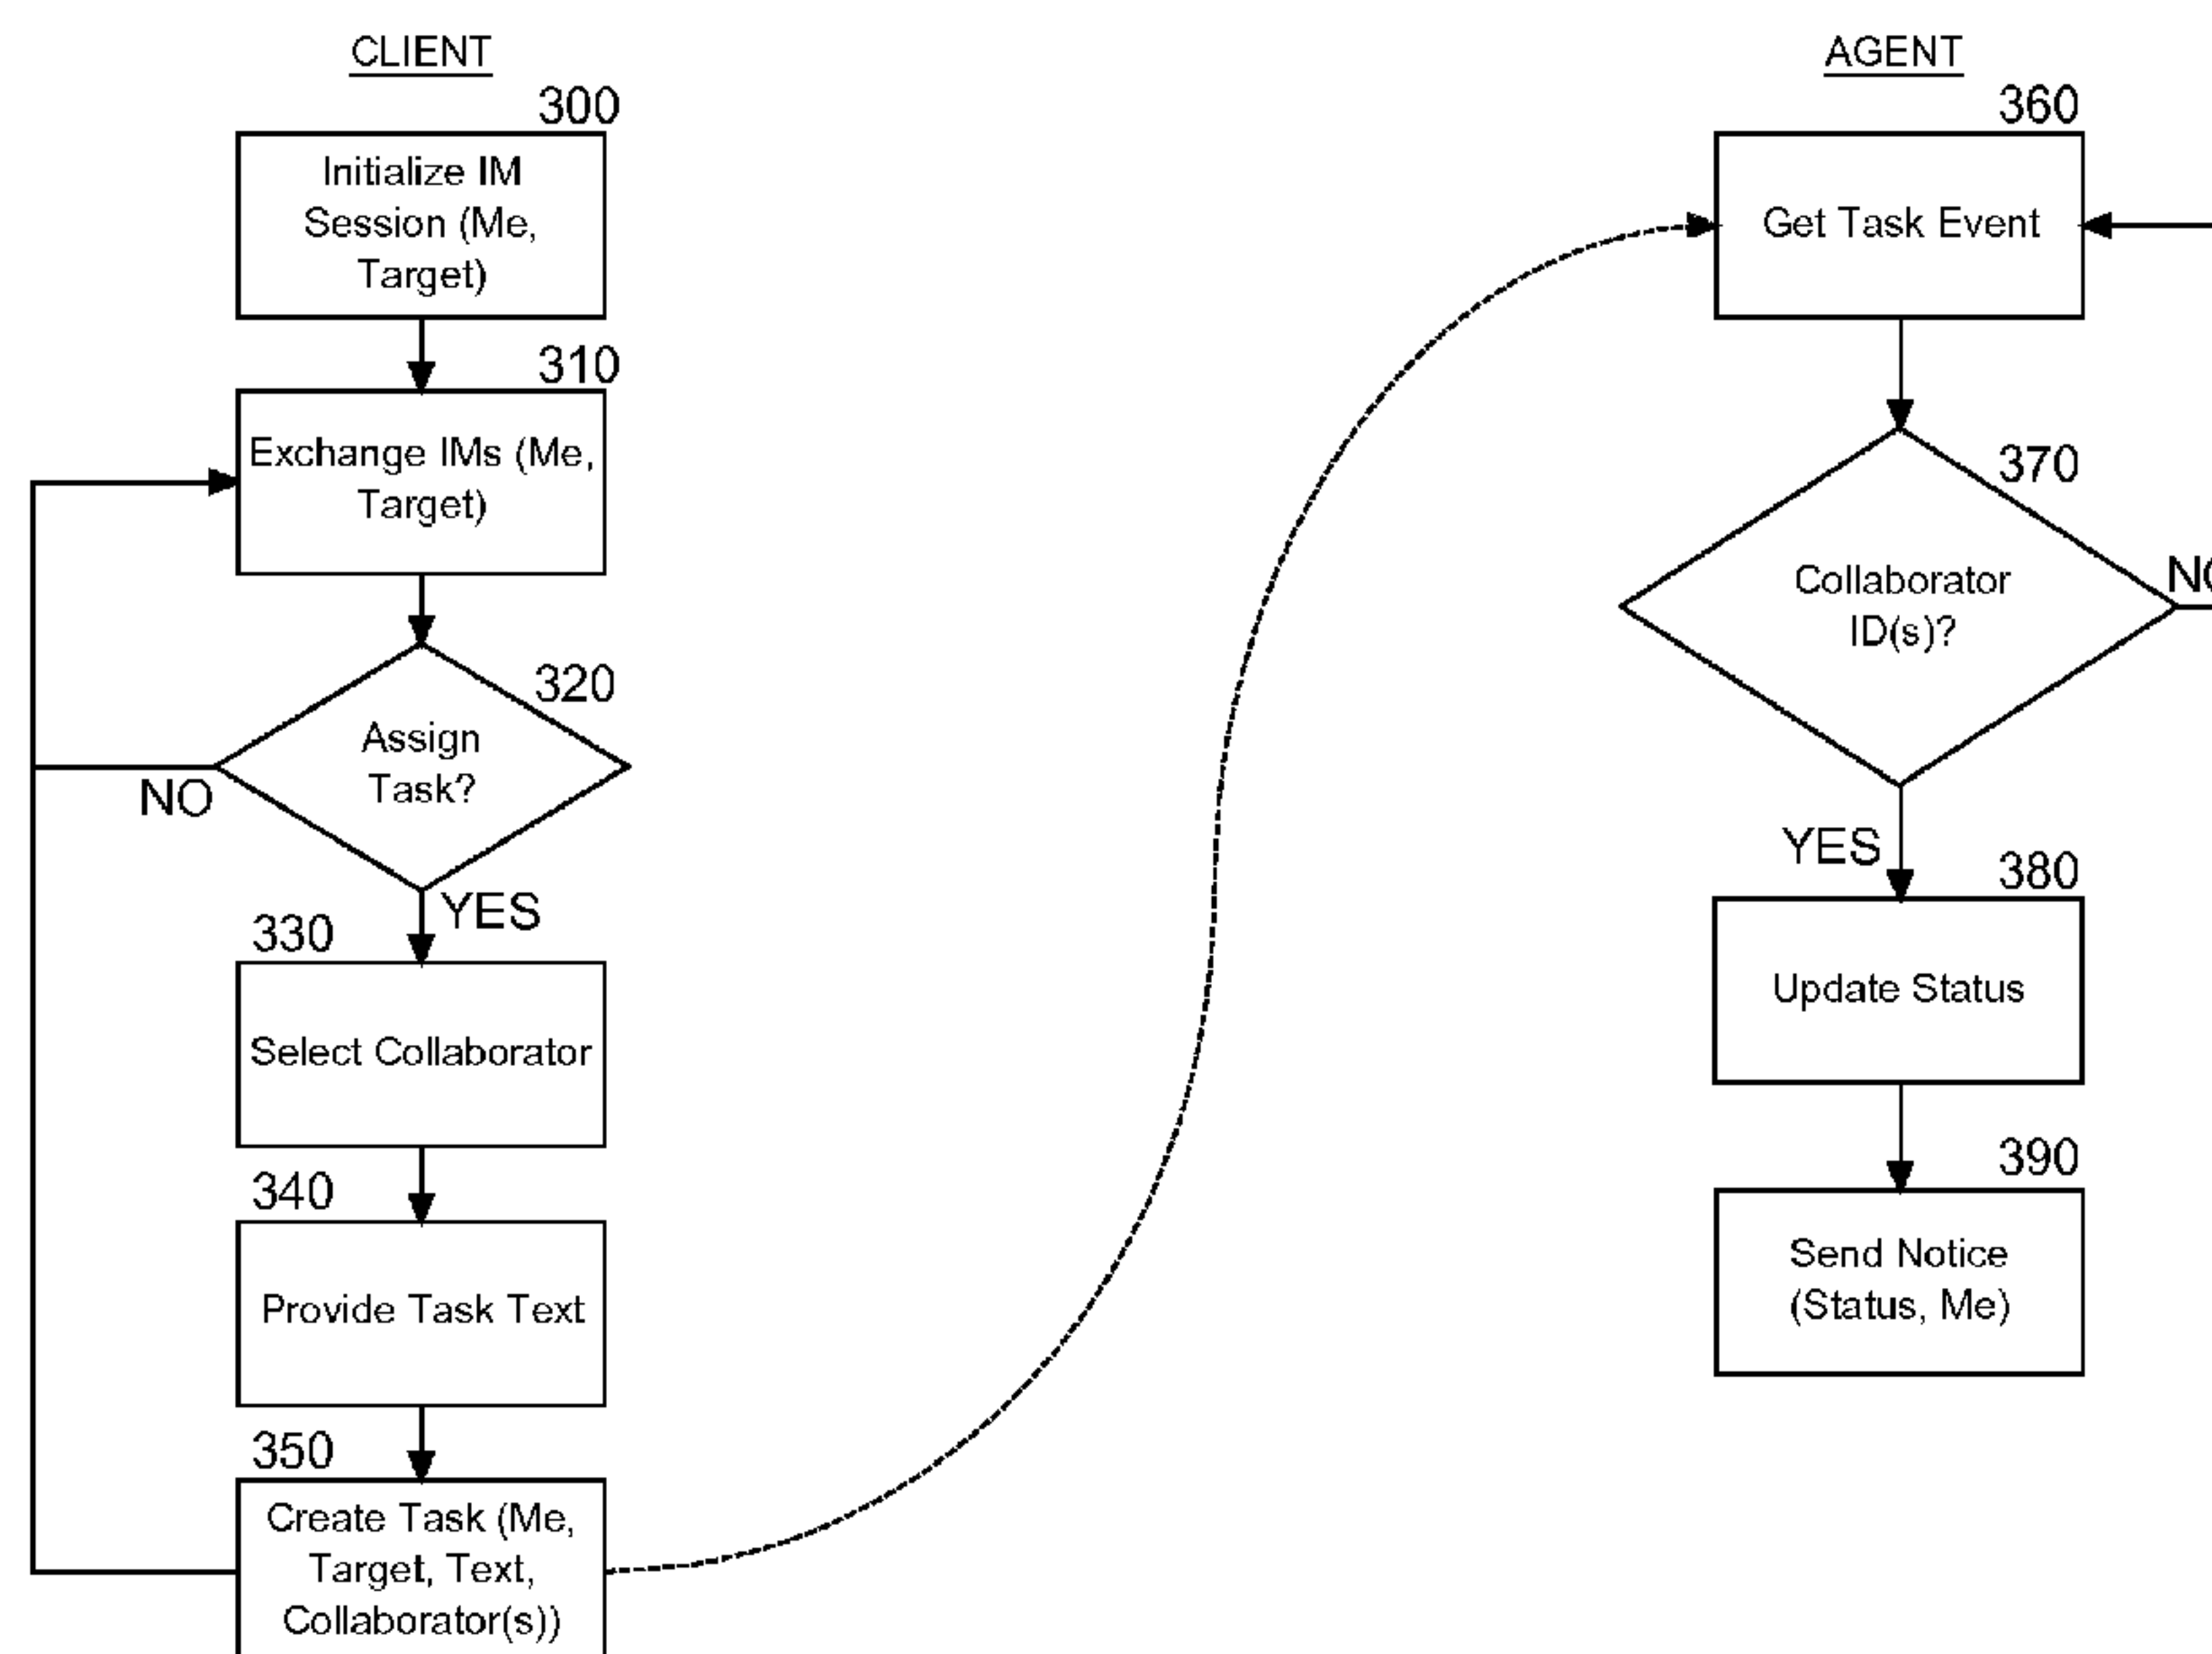 CLIENT
300
Initialize IM
Session (Me,
Target)
310
Exchange IMs (Me,
Target)
320
Assign
Task?
NO
YES
330
Select Collaborator
340
Provide Task Text
350
Create Task (Me,
Target, Text,
Collaborator(s))
AGENT
360
Get Task Event
370
Collaborator
ID(s)?
YES
380
Update Status
390
Send Notice
(Status, Me)